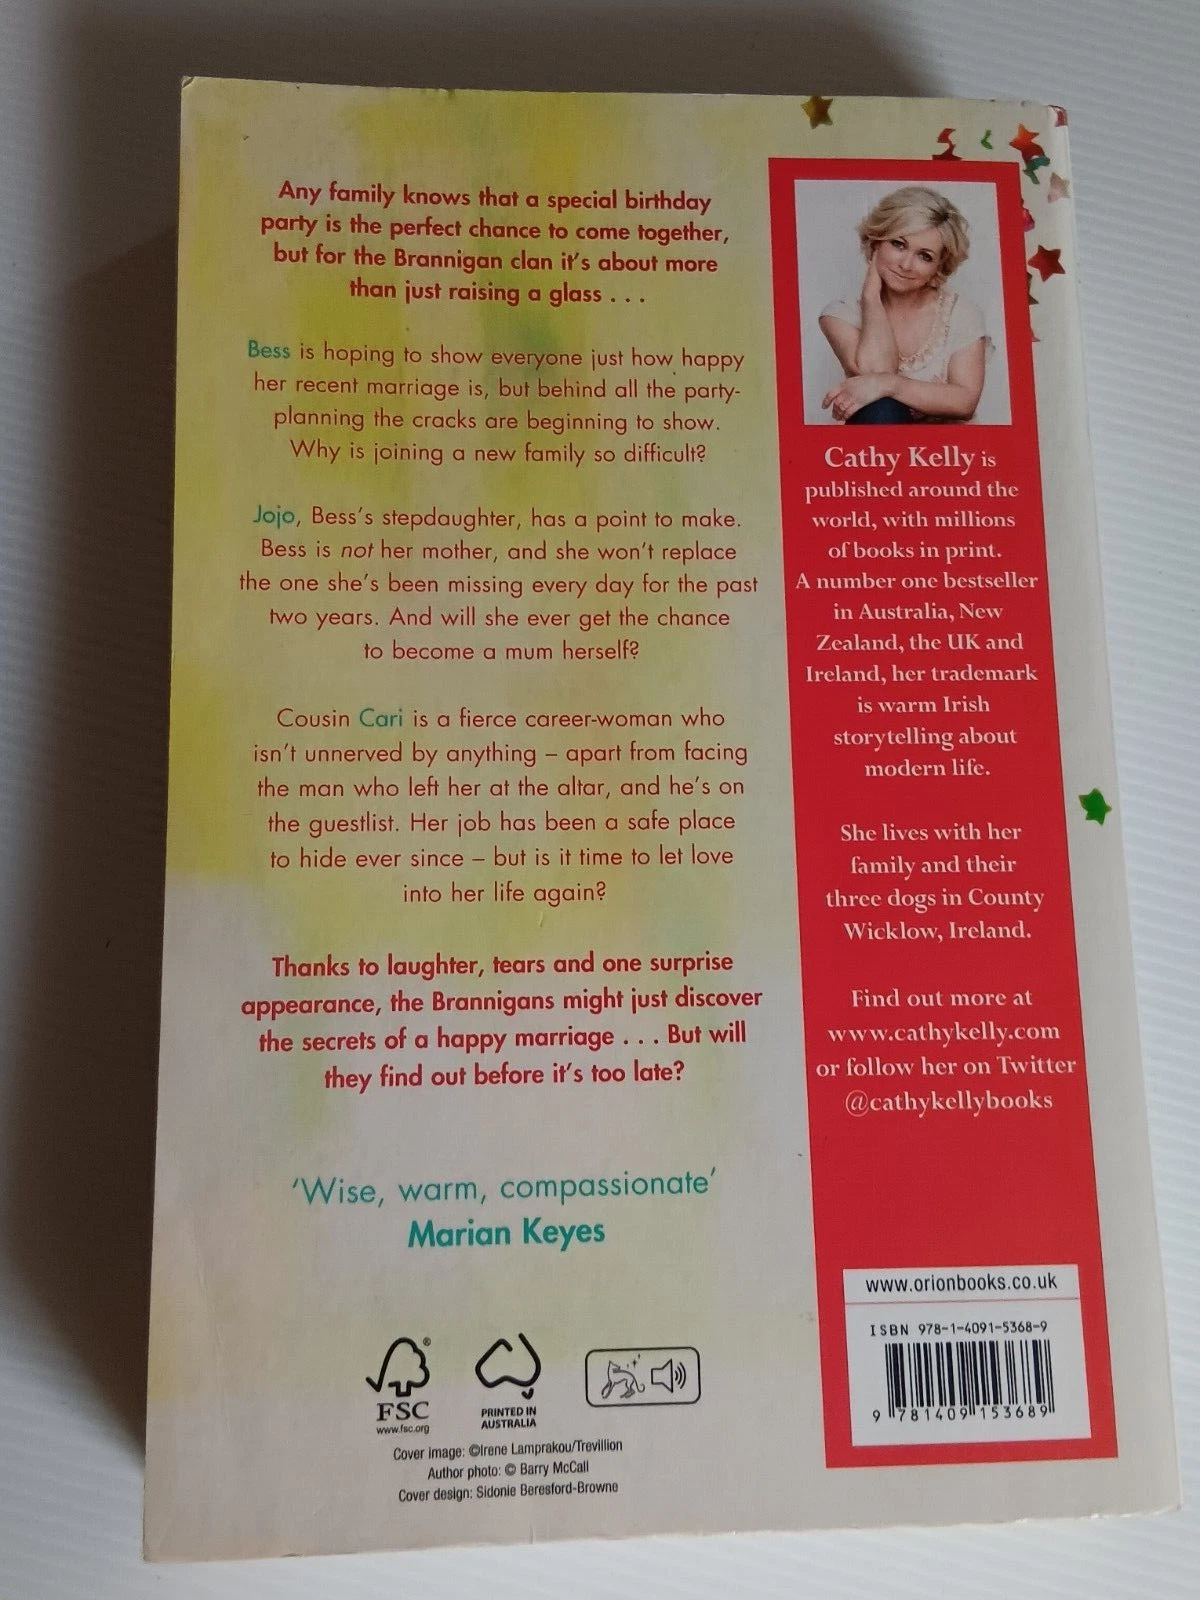 Any family knows that a special birthday
party is the perfect chance to come together,
but for the Brannigan clan it's about more
than just raising a glass . . .
Bess is hoping to show everyone just how happy
her recent marriage is, but behind all the party-
planning the cracks are beginning to show.
Why is joining a new family so difficult?
Jojo, Bess's stepdaughter, has a point to make.
Bess is not her mother, and she won't replace
the one she's been missing every day for the past
two years. And will she ever get the chance
to become a mum herself?
Cousin Cari is a fierce career-woman who
isn't unnerved by anything – apart from facing
the man who left her at the altar, and he's on
the guestlist. Her job has been a safe place
to hide ever since – but is it time to let love
into her life again?
Thanks to laughter, tears and one surprise
appearance, the Brannigans might just discover
the secrets of a happy marriage . . . But will
they find out before it's too late?
'Wise, warm, compassionate'
Marian Keyes
FSC
www.fsc.org
PRINTED IN
AUSTRALIA
Cover image: ©Irene Lamprakou/Trevillion
Author photo: © Barry McCall
Cover design: Sidonie Beresford-Browne
Cathy Kelly is
published around the
world, with millions
of books in print.
A number one bestseller
in Australia, New
Zealand, the UK and
Ireland, her trademark
is warm Irish
storytelling about
modern life.
She lives with her
family and their
three dogs in County
Wicklow, Ireland.
Find out more at
www.cathykelly.com
or follow her on Twitter
@cathykellybooks
www.orionbooks.co.uk
ISBN 978-1-4091-5368-9
9 781409 153689